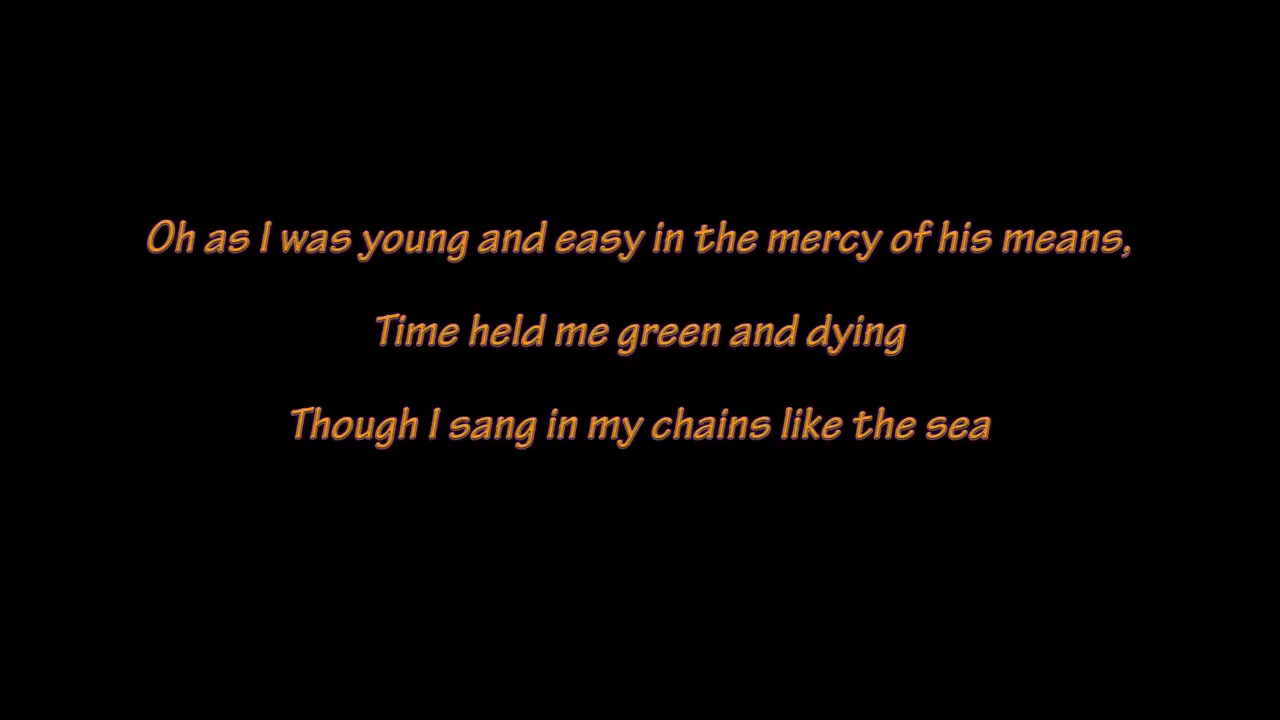 Oh as I was young and easy in the mercy of his means,
Time held me green and dying
Though I sang in my chains like the sea